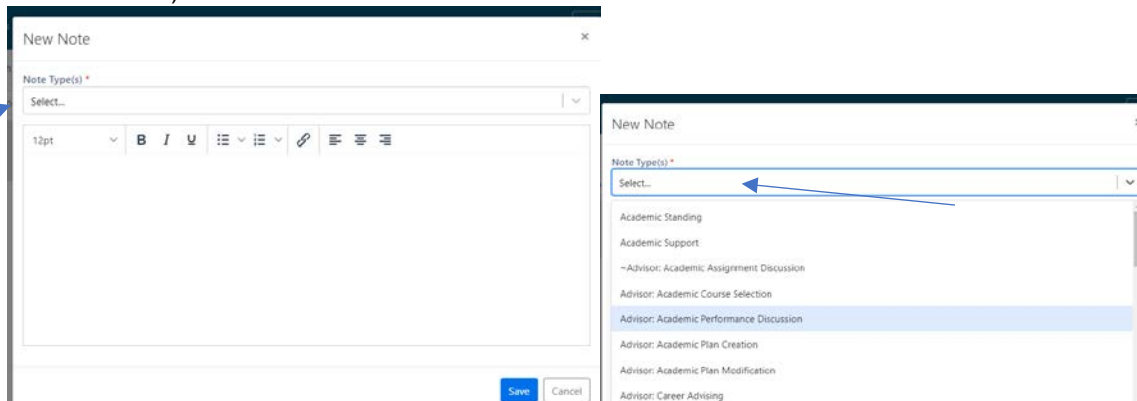 New Note ×
Note Type(s) *
Select...
12pt B I U
Save Cancel
New Note
Note Type(s) *
Select...
Academic Standing
Academic Support
~Advisor: Academic Assignment Discussion
Advisor: Academic Course Selection
Advisor: Academic Performance Discussion
Advisor: Academic Plan Creation
Advisor: Academic Plan Modification
Advisor: Career Advising